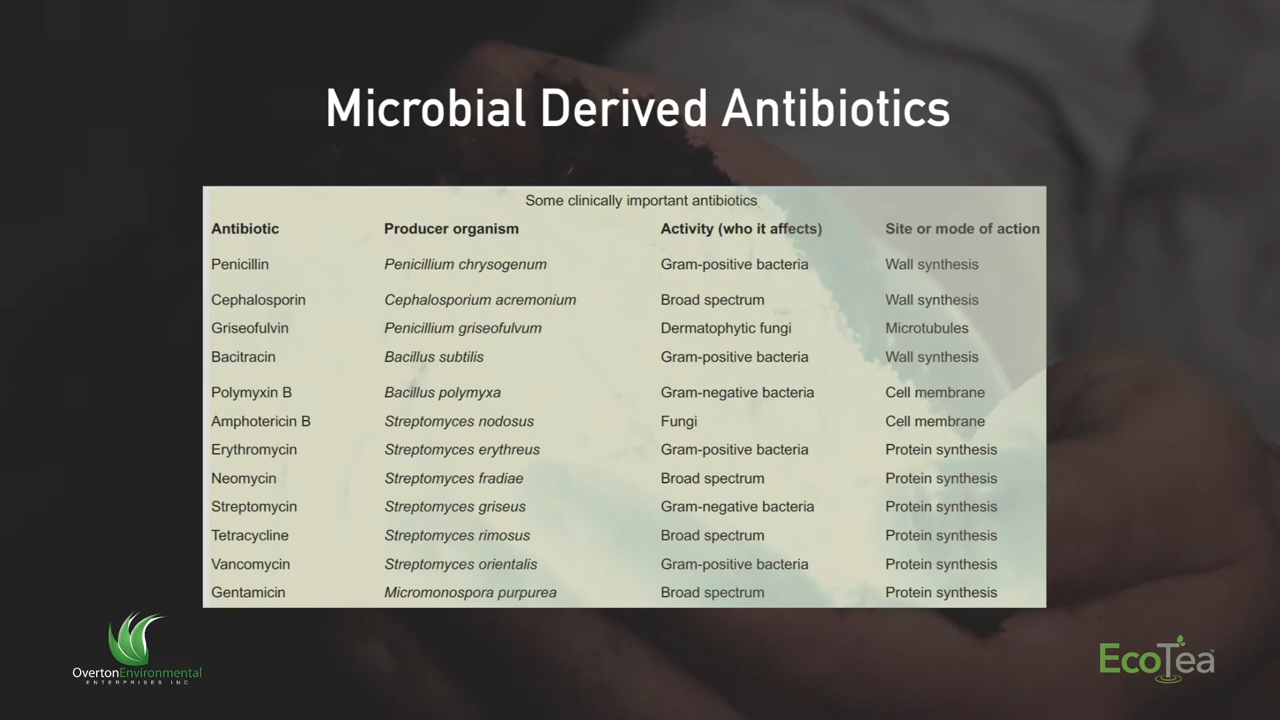 Microbial Derived Antibiotics
Some clinically important antibiotics
Antibiotic Producer organism Activity (who it affects) Site or mode of action
Penicillin Penicillium chrysogenum Gram-positive bacteria Wall synthesis
Cephalosporin Cephalosporium acremonium Broad spectrum Wall synthesis
Griseofulvin Penicillium griseofulvum Dermatophytic fungi Microtubules
Bacitracin Bacillus subtilis Gram-positive bacteria Wall synthesis
Polymyxin B Bacillus polymyxa Gram-negative bacteria Cell membrane
Amphotericin B Streptomyces nodosus Fungi Cell membrane
Erythromycin Streptomyces erythreus Gram-positive bacteria Protein synthesis
Neomycin Streptomyces fradiae Broad spectrum Protein synthesis
Streptomycin Streptomyces griseus Gram-negative bacteria Protein synthesis
Tetracycline Streptomyces rimosus Broad spectrum Protein synthesis
Vancomycin Streptomyces orientalis Gram-positive bacteria Protein synthesis
Gentamicin Micromonospora purpurea Broad spectrum Protein synthesis
OvertonEnvironmental
ENTERPRISES INC
EcoTea™